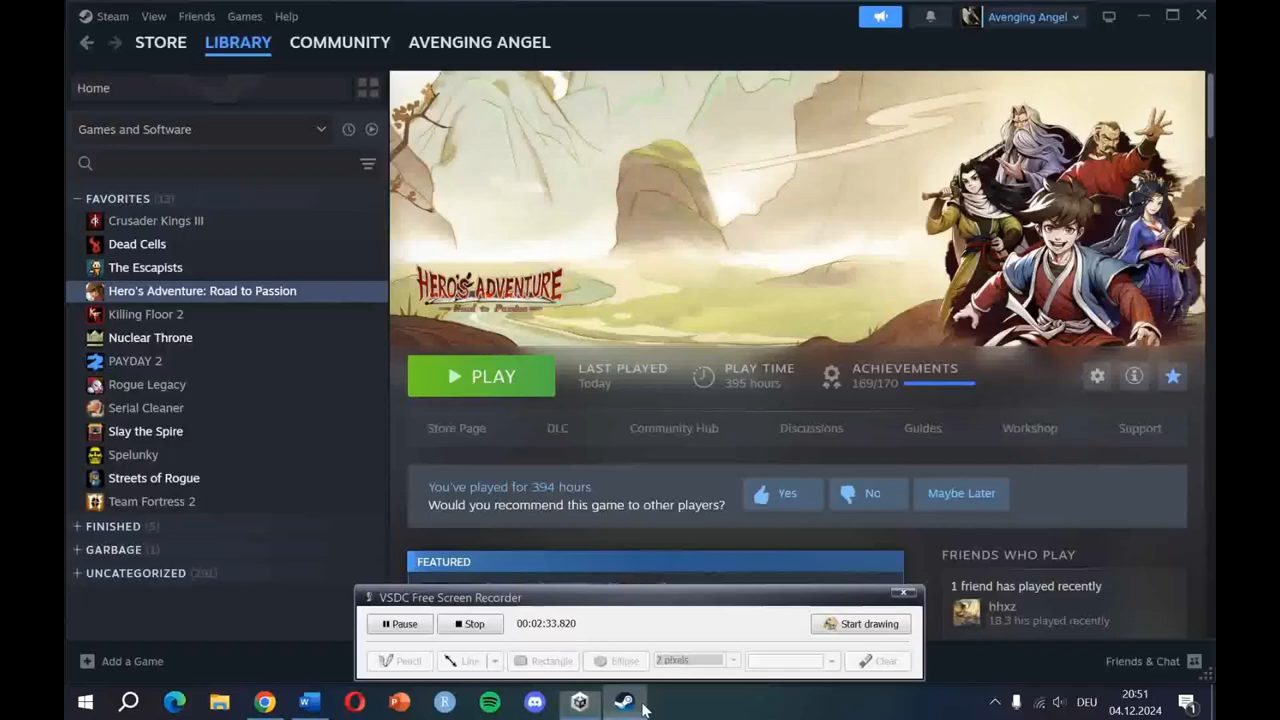 Steam View Friends Games Help
Avenging Angel
STORE LIBRARY COMMUNITY AVENGING ANGEL
Home
Games and Software
FAVORITES (13)
Crusader Kings III
Dead Cells
The Escapists
Hero's Adventure: Road to Passion
Killing Floor 2
Nuclear Throne
PAYDAY 2
Rogue Legacy
Serial Cleaner
Slay the Spire
Spelunky
Streets of Rogue
Team Fortress 2
FINISHED (5)
GARBAGE (1)
UNCATEGORIZED (291)
Add a Game
HERO'S ADVENTURE
Road to Passion
PLAY
LAST PLAYED
Today
PLAY TIME
395 hours
ACHIEVEMENTS
169/170
Store Page DLC Community Hub Discussions Guides Workshop Support
You've played for 394 hours
Would you recommend this game to other players?
Yes No Maybe Later
FEATURED
FRIENDS WHO PLAY
1 friend has played recently
hhxz
18.3 hrs played recently
Friends & Chat
VSDC Free Screen Recorder
Pause Stop 00:02:33.820 Start drawing
Pencil Line Rectangle Ellipse 2 pixels Clear
DEU
20:51
04.12.2024